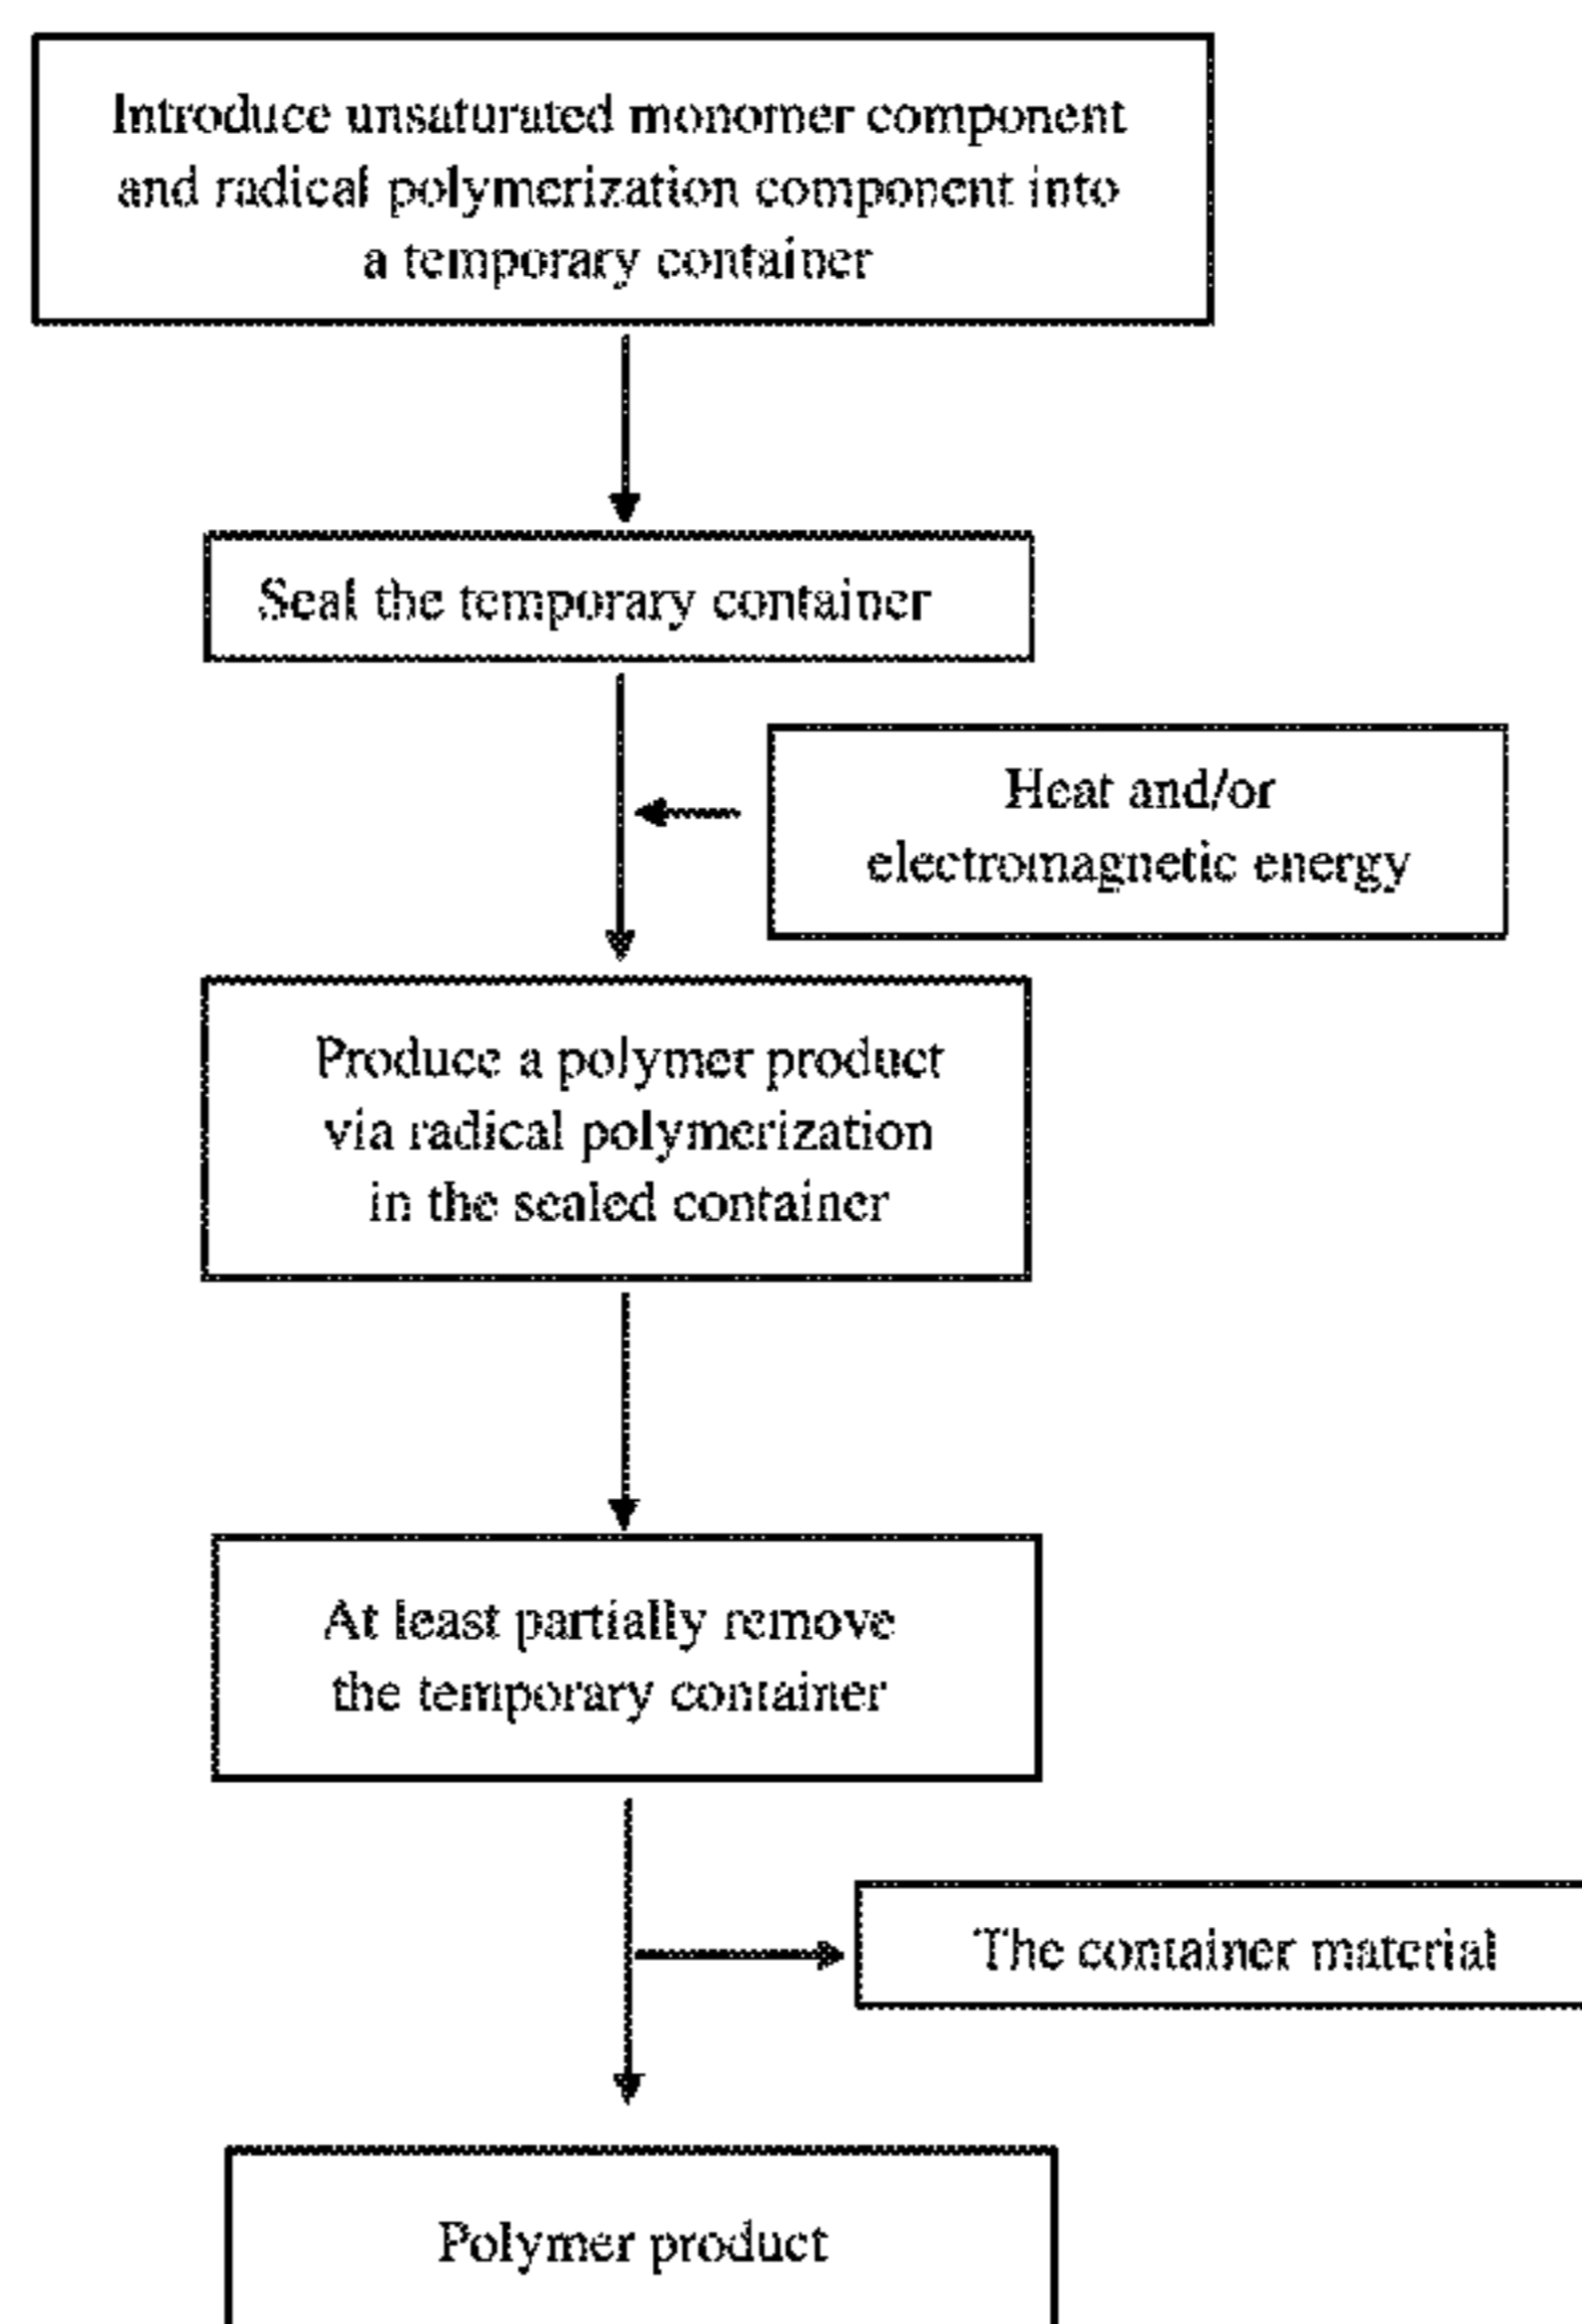 Introduce unsaturated monomer component
and radical polymerization component into
a temporary container
Seal the temporary container
Heat and/or
electromagnetic energy
Produce a polymer product
via radical polymerization
in the sealed container
At least partially remove
the temporary container
The container material
Polymer product